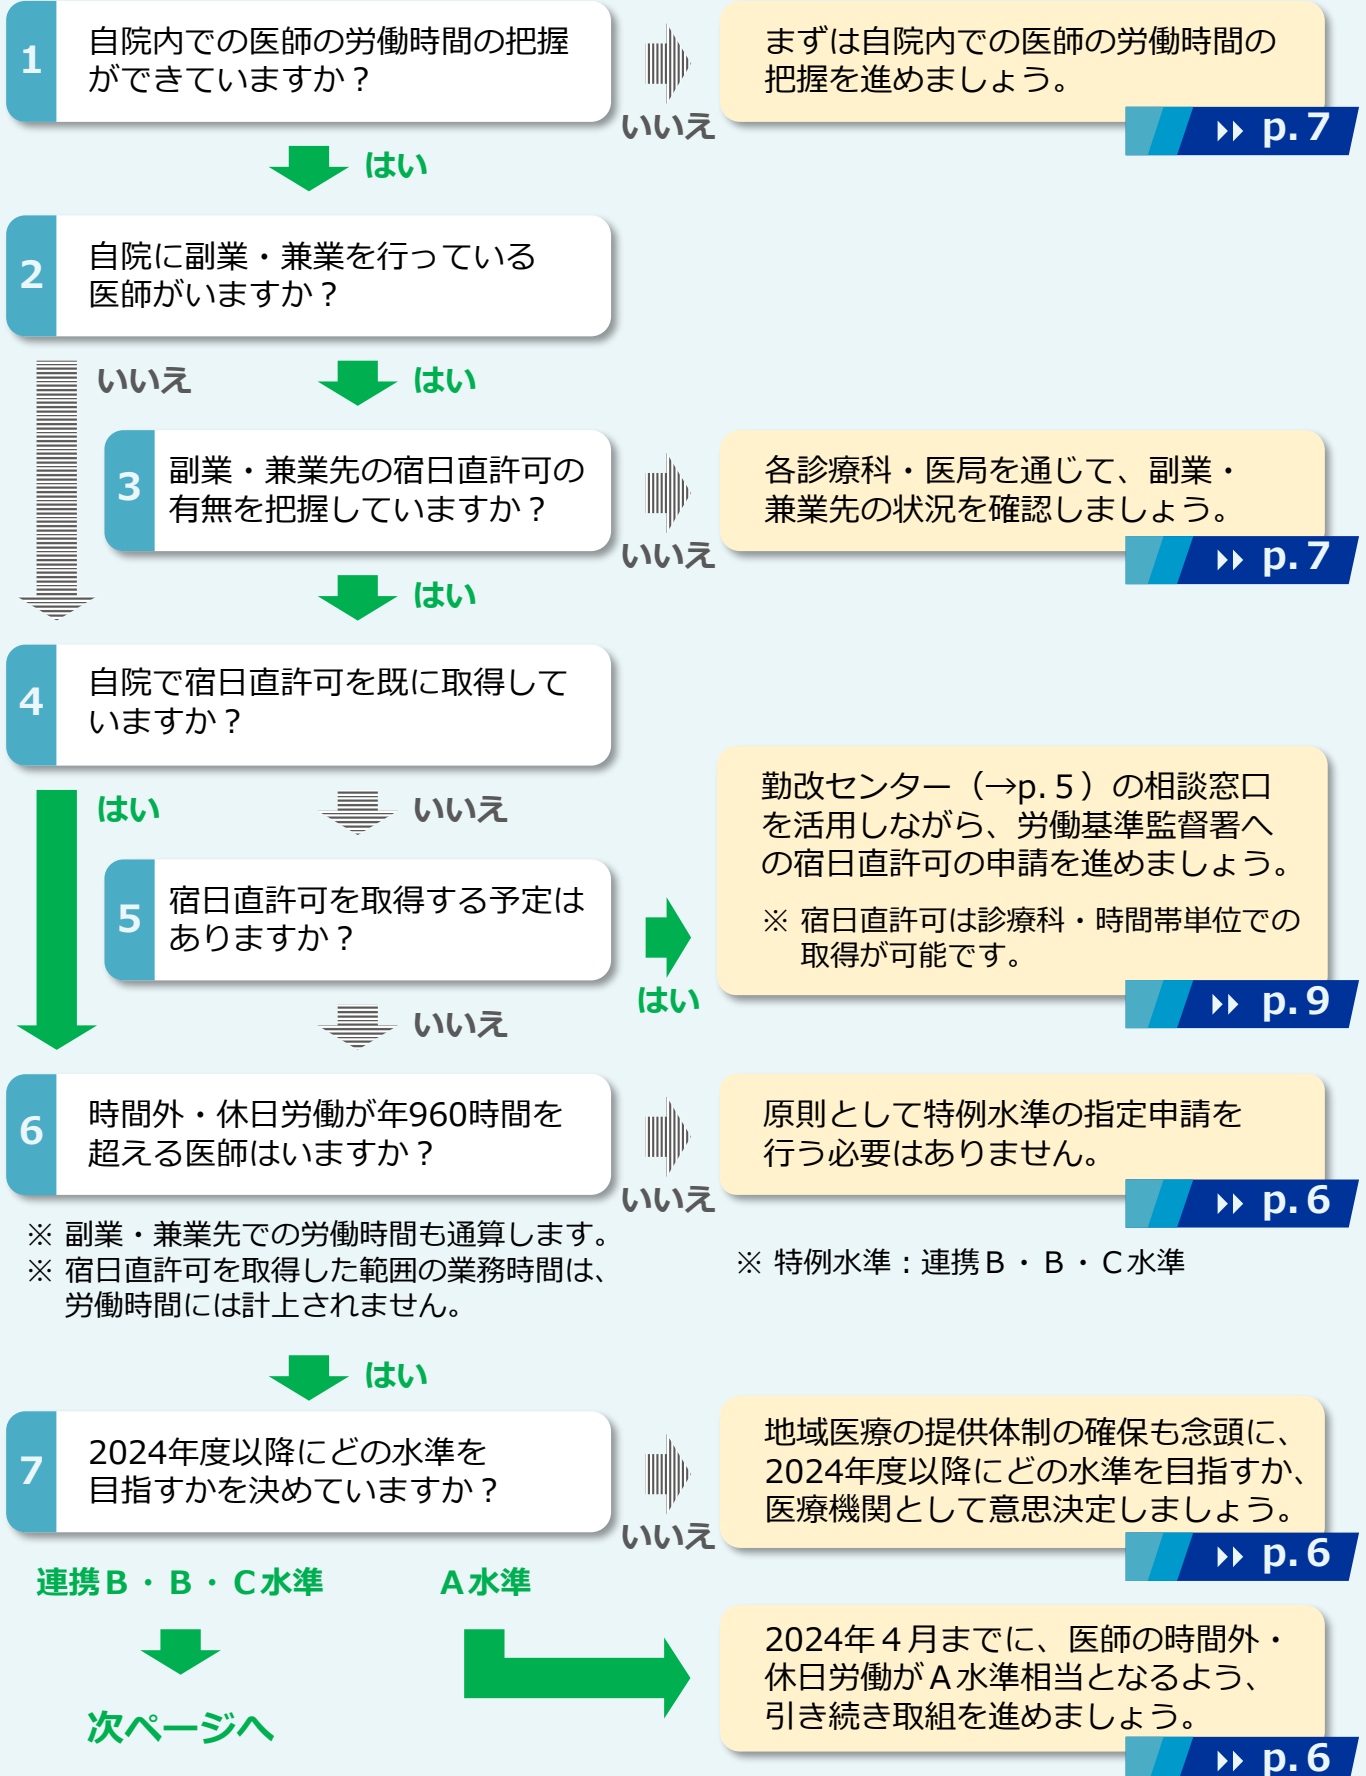 1
自院内での医師の労働時間の把握
ができていますか？
いいえ
まずは自院内での医師の労働時間の
把握を進めましょう。
p.7
はい
2
自院に副業・兼業を行っている
医師がいますか？
いいえ
はい
3
副業・兼業先の宿日直許可の
有無を把握していますか？
いいえ
各診療科・医局を通じて、副業・
兼業先の状況を確認しましょう。
p.7
はい
4
自院で宿日直許可を既に取得して
いますか？
はい
いいえ
5
宿日直許可を取得する予定は
ありますか？
はい
勤改センター（→p.５）の相談窓口
を活用しながら、労働基準監督署へ
の宿日直許可の申請を進めましょう。
※ 宿日直許可は診療科・時間帯単位での
取得が可能です。
p.9
いいえ
6
時間外・休日労働が年960時間を
超える医師はいますか？
いいえ
原則として特例水準の指定申請を
行う必要はありません。
p.6
※ 副業・兼業先での労働時間も通算します。
※ 宿日直許可を取得した範囲の業務時間は、
労働時間には計上されません。
※ 特例水準：連携Ｂ・Ｂ・Ｃ水準
はい
7
2024年度以降にどの水準を
目指すかを決めていますか？
いいえ
地域医療の提供体制の確保も念頭に、
2024年度以降にどの水準を目指すか、
医療機関として意思決定しましょう。
p.6
連携Ｂ・Ｂ・Ｃ水準
Ａ水準
次ページへ
2024年４月までに、医師の時間外・
休日労働がＡ水準相当となるよう、
引き続き取組を進めましょう。
p.6